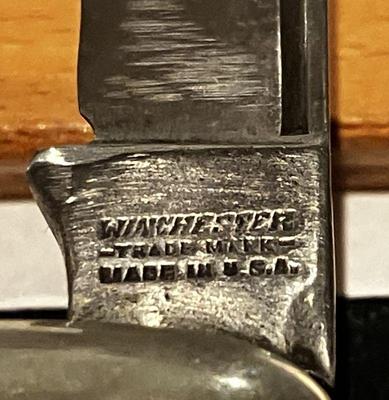 WINCHESTER
-TRADE MARK-
MADE IN U.S.A.